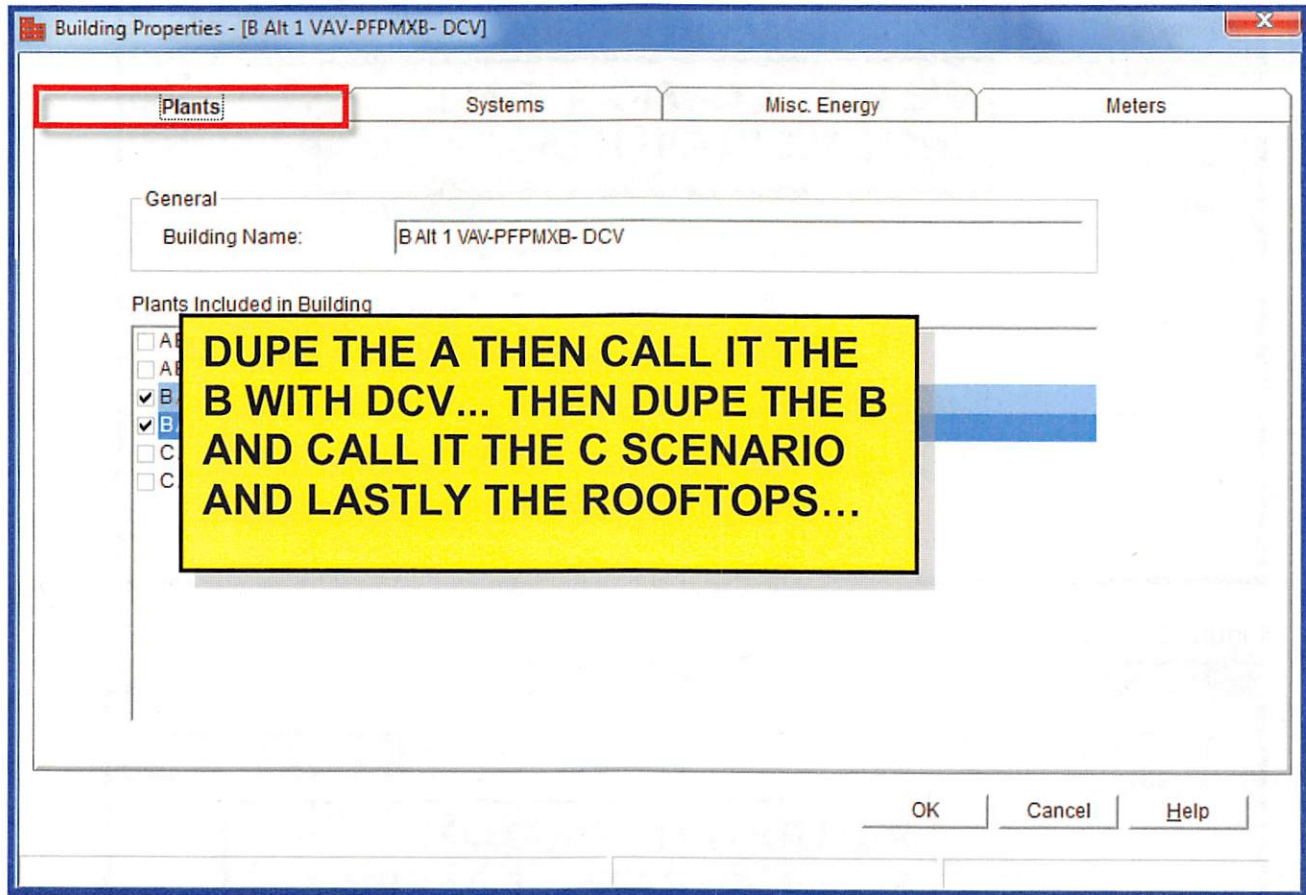 Building Properties - [B Alt 1 VAV-PFPMXB- DCV]
X
Plants Systems Misc. Energy Meters
General
Building Name: B Alt 1 VAV-PFPMXB- DCV
Plants Included in Building
DUPE THE A THEN CALL IT THE
B WITH DCV... THEN DUPE THE B
AND CALL IT THE C SCENARIO
AND LASTLY THE ROOFTOPS...
B
B
C
C
OK Cancel Help